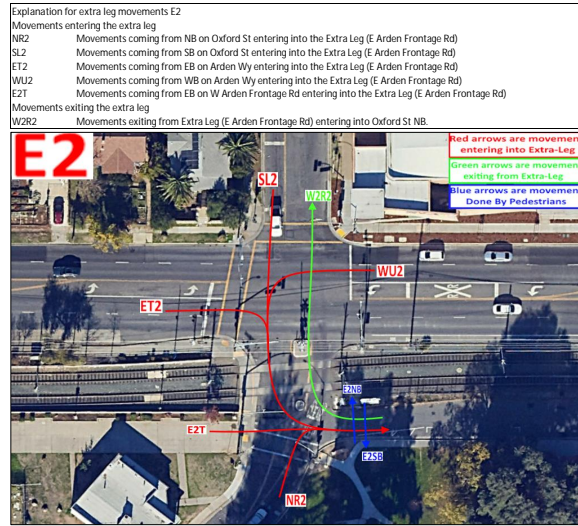 Explanation for extra leg movements E2
Movements entering the extra leg
NR2 Movements coming from NB on Oxford St entering into the Extra Leg (E Arden Frontage Rd)
SL2 Movements coming from SB on Oxford St entering into the Extra Leg (E Arden Frontage Rd)
ET2 Movements coming from EB on Arden Wy entering into the Extra Leg (E Arden Frontage Rd)
WU2 Movements coming from WB on Arden Wy entering into the Extra Leg (E Arden Frontage Rd)
E2T Movements coming from EB on W Arden Frontage Rd entering into the Extra Leg (E Arden Frontage Rd)
Movements exiting the extra leg
W2R2 Movements exiting from Extra Leg (E Arden Frontage Rd) entering into Oxford St NB.
E2
Red arrows are movemen
entering into Extra-Leg
Green arrows are movemen
exiting from Extra-Leg
Blue arrows are movemen
Done By Pedestrians
SL2
W2R2
WU2
ET2
E2NB
E2T
E2SB
NR2